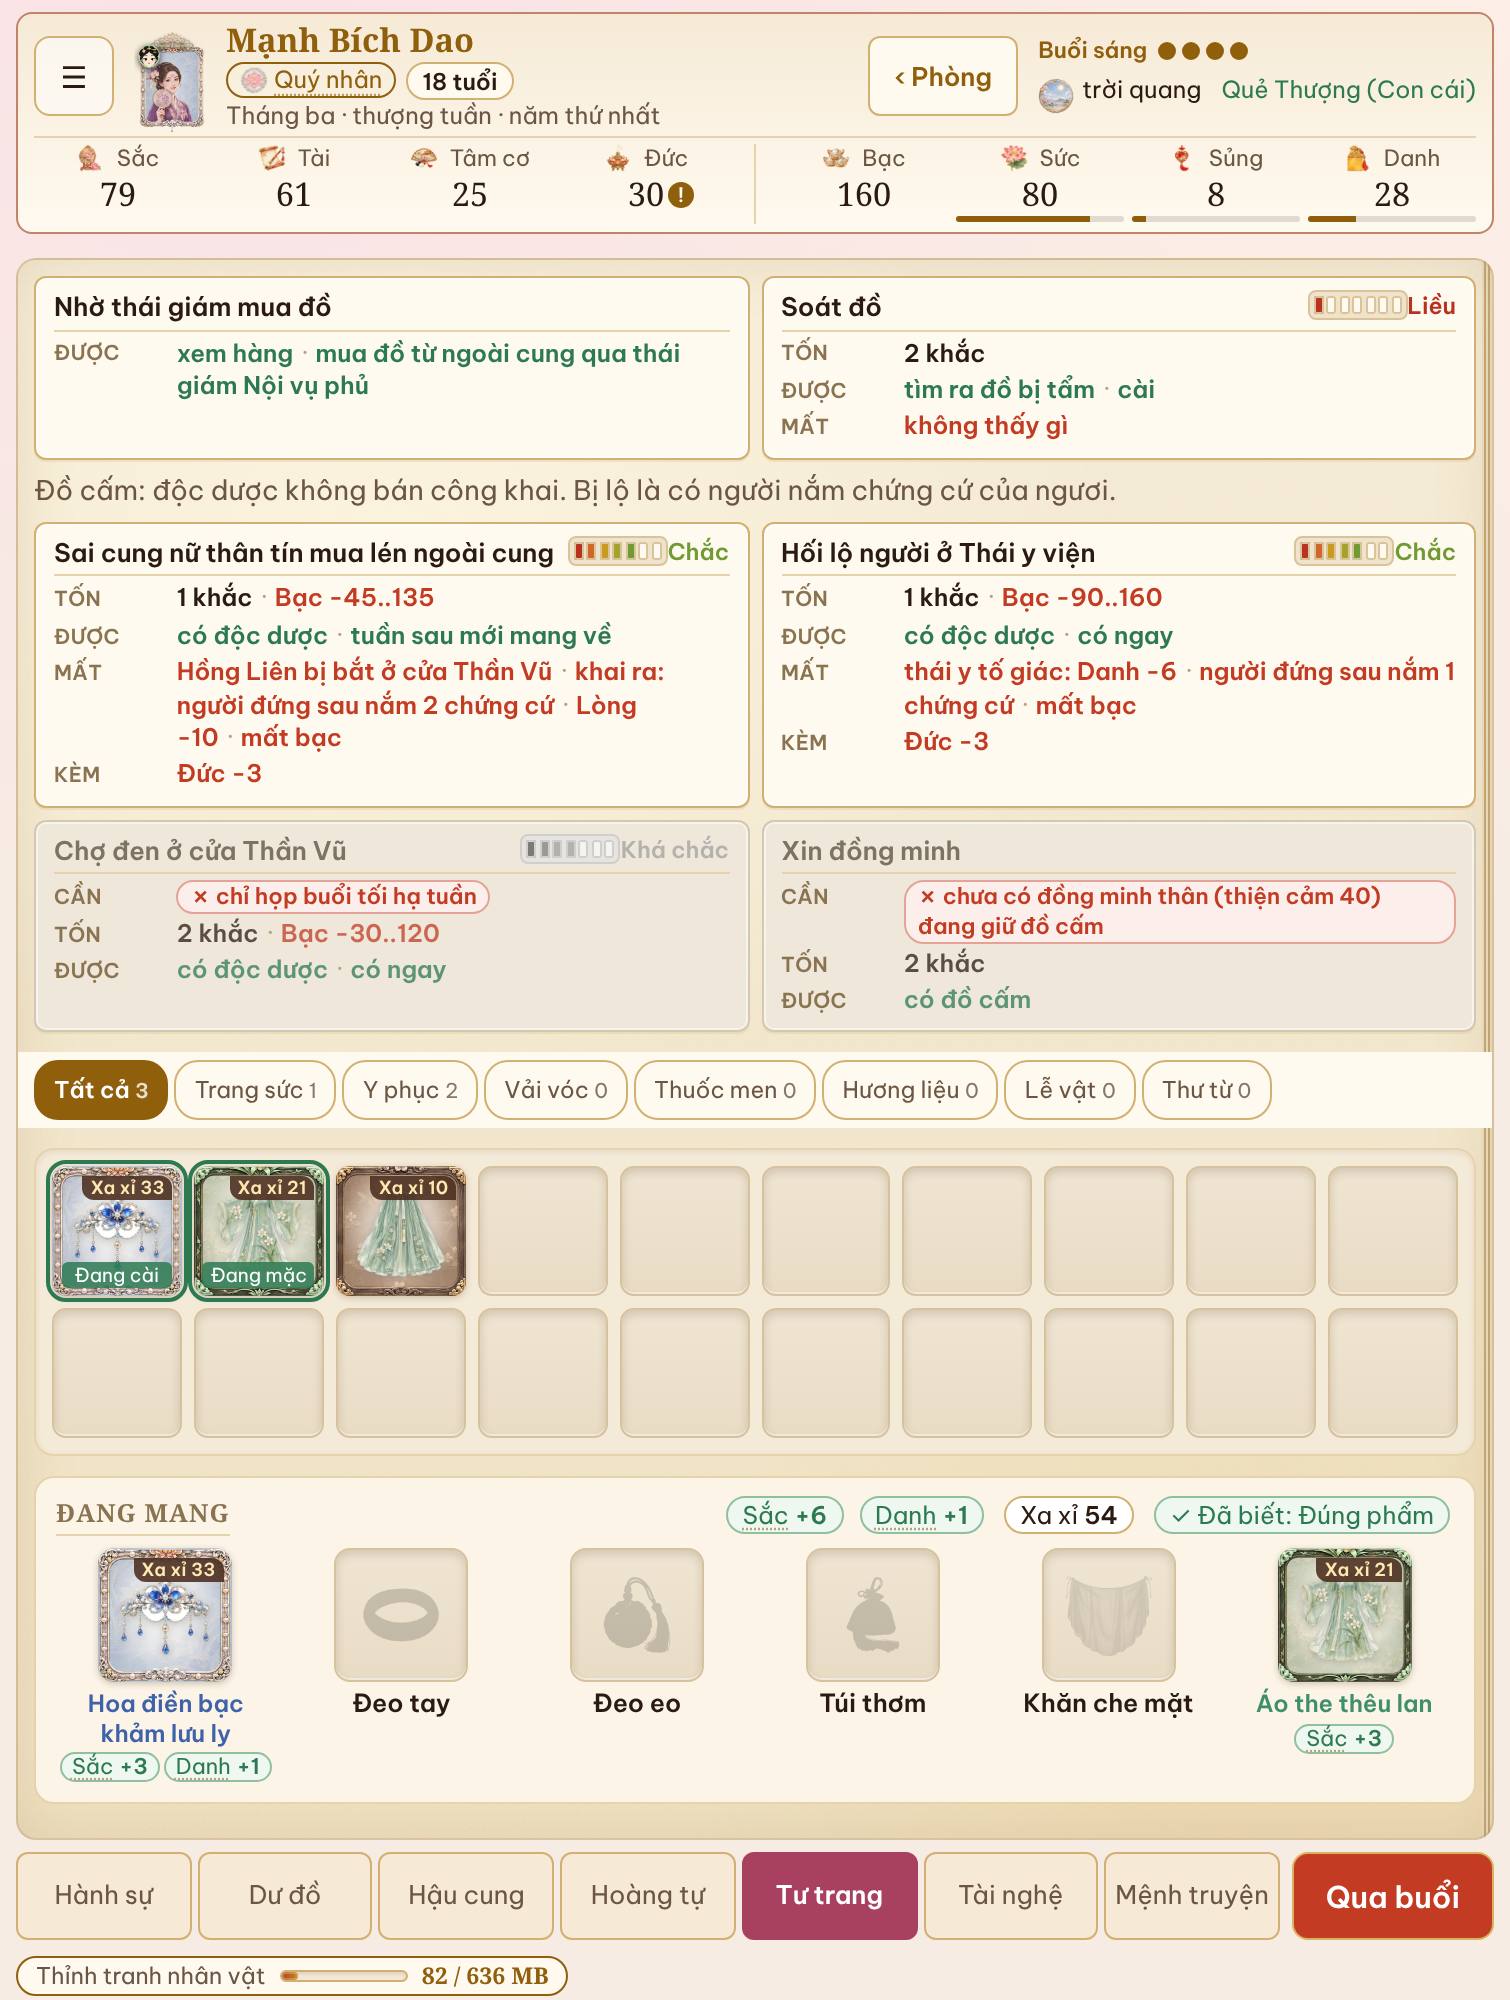 ☰
Mạnh Bích Dao
Quý nhân 18 tuổi
Tháng ba · thượng tuần · năm thứ nhất
‹ Phòng
Buổi sáng
trời quang Quẻ Thượng (Con cái)
Sắc Tài Tâm cơ Đức Bạc Sức Sủng Danh
79 61 25 30 ! 160 80 8 28
Nhờ thái giám mua đồ
ĐƯỢC xem hàng · mua đồ từ ngoài cung qua thái
giám Nội vụ phủ
Soát đồ Liều
TỐN 2 khắc
ĐƯỢC tìm ra đồ bị tẩm · cài
MẤT không thấy gì
Đồ cấm: độc dược không bán công khai. Bị lộ là có người nắm chứng cứ của ngươi.
Sai cung nữ thân tín mua lén ngoài cung Chắc
TỐN 1 khắc · Bạc -45..135
ĐƯỢC có độc dược · tuần sau mới mang về
MẤT Hồng Liên bị bắt ở cửa Thần Vũ · khai ra:
người đứng sau nắm 2 chứng cứ · Lòng
-10 · mất bạc
KÈM Đức -3
Hối lộ người ở Thái y viện Chắc
TỐN 1 khắc · Bạc -90..160
ĐƯỢC có độc dược · có ngay
MẤT thái y tố giác: Danh -6 · người đứng sau nắm 1
chứng cứ · mất bạc
KÈM Đức -3
Chợ đen ở cửa Thần Vũ Khá chắc
CẦN × chỉ họp buổi tối hạ tuần
TỐN 2 khắc · Bạc -30..120
ĐƯỢC có độc dược · có ngay
Xin đồng minh
CẦN × chưa có đồng minh thân (thiện cảm 40)
đang giữ đồ cấm
TỐN 2 khắc
ĐƯỢC có đồ cấm
Tất cả 3 Trang sức 1 Y phục 2 Vải vóc 0 Thuốc men 0 Hương liệu 0 Lễ vật 0 Thư từ 0
Xa xỉ 33 Xa xỉ 21 Xa xỉ 10
Đang cài Đang mặc
ĐANG MANG Sắc +6 Danh +1 Xa xỉ 54 ✓ Đã biết: Đúng phẩm
Xa xỉ 33 Xa xỉ 21
Hoa điền bạc
khảm lưu ly
Sắc +3 Danh +1
Đeo tay
Đeo eo
Túi thơm
Khăn che mặt
Áo the thêu lan
Sắc +3
Hành sự Dư đồ Hậu cung Hoàng tự Tư trang Tài nghệ Mệnh truyện Qua buổi
Thỉnh tranh nhân vật 82 / 636 MB